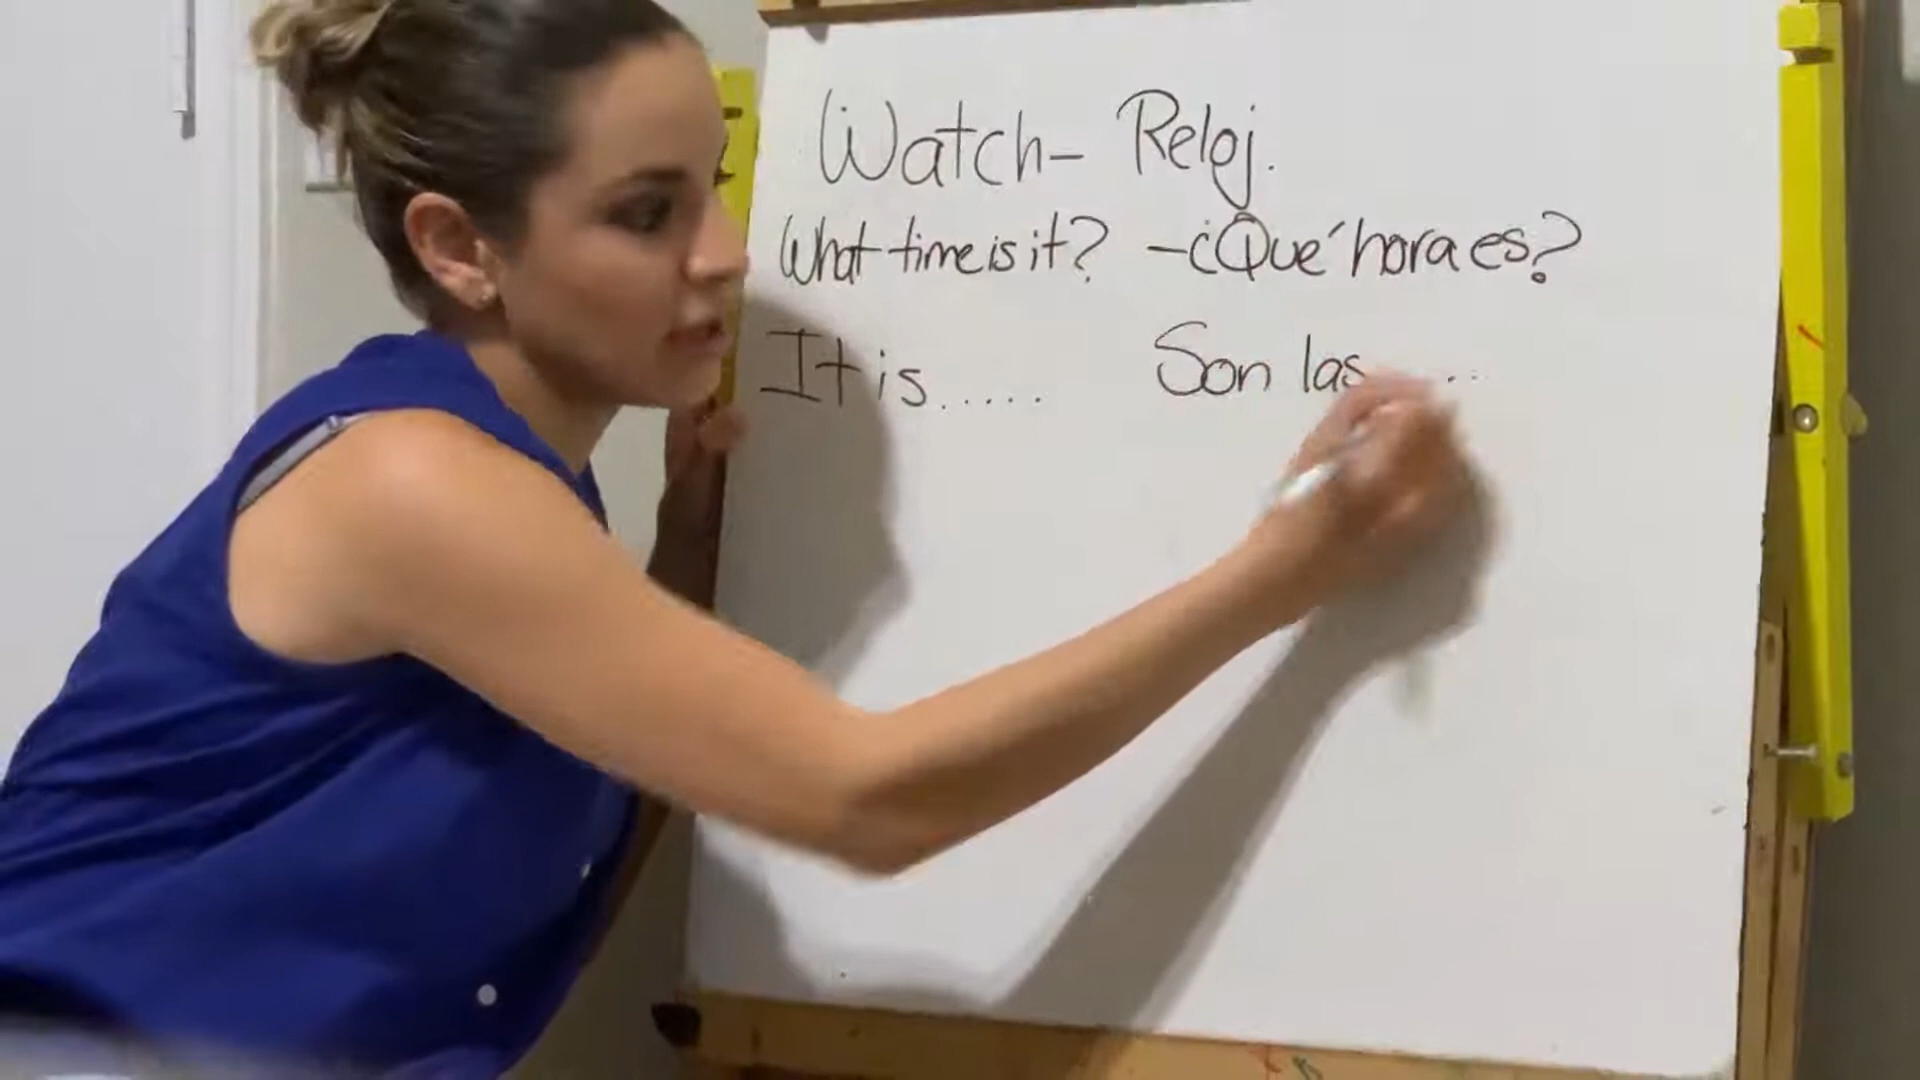 Watch- Reloj.
What time is it? -¿Qué hora es?
It is..... Son las.....